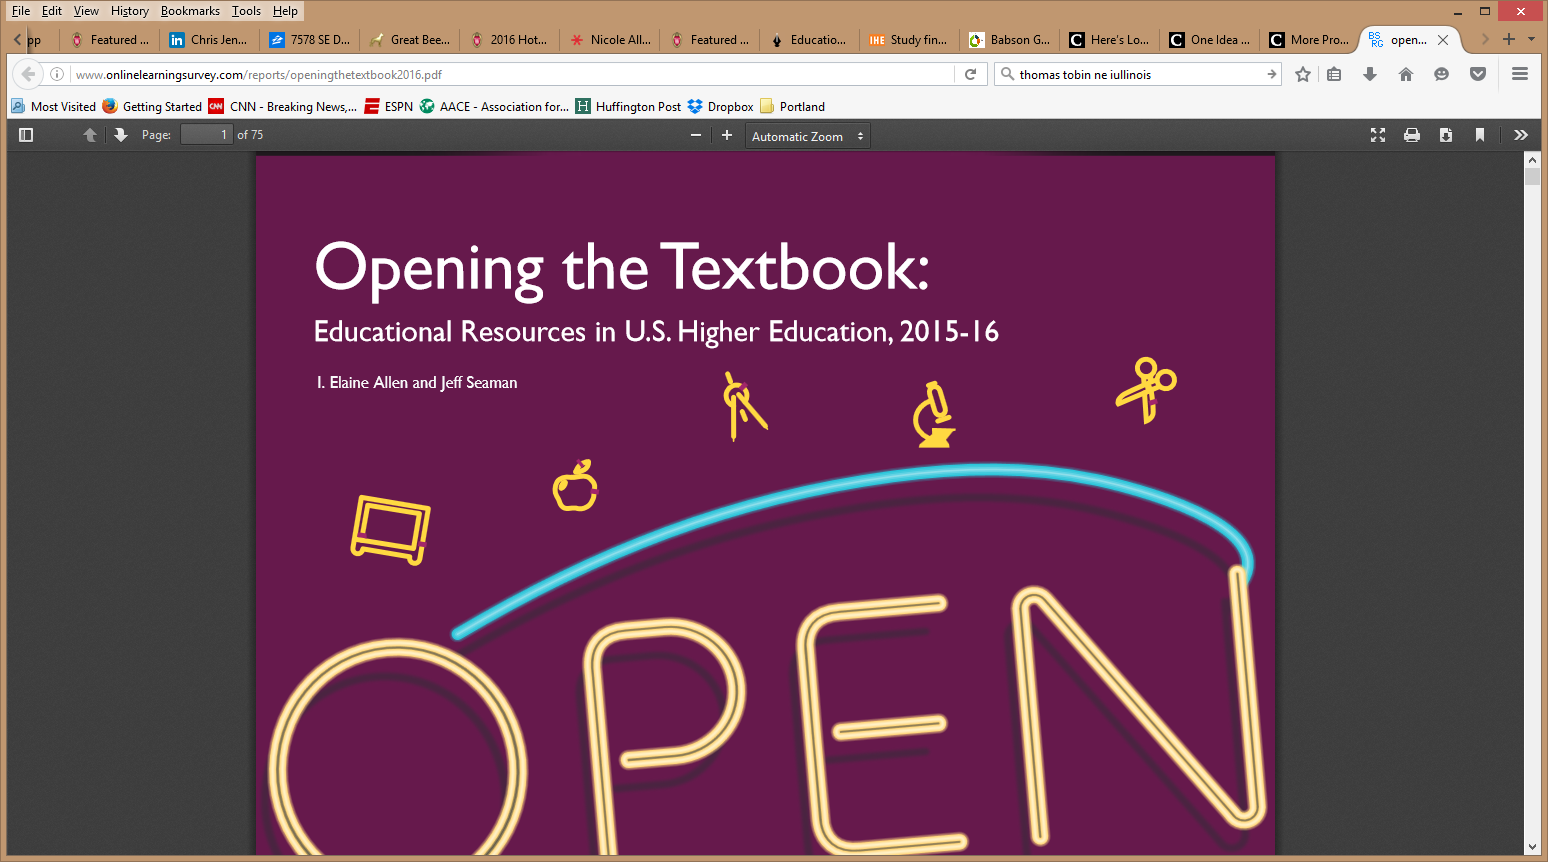 File Edit View History Bookmarks Tools Help
pp Featured ... Chris Jen... 7578 SE D... Great Bee... 2016 Hot... Nicole All... Featured ... Educatio... IHE Study fin... Babson G... Here's Lo... One Idea ... More Pro... BS RG open...
www.onlinelearningsurvey.com/reports/openingthetextbook2016.pdf thomas tobin ne iullinois
Most Visited Getting Started CNN - Breaking News,... ESPN AACE - Association for... H Huffington Post Dropbox Portland
Page: 1 of 75 Automatic Zoom
Opening the Textbook:
Educational Resources in U.S. Higher Education, 2015-16
I. Elaine Allen and Jeff Seaman
OPEN